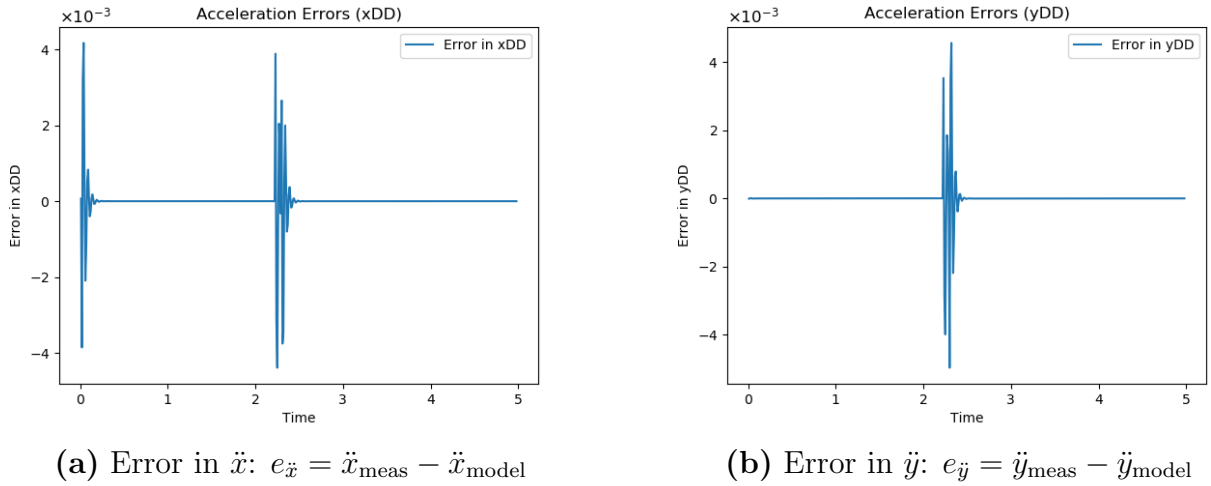 ×10⁻³
Acceleration Errors (xDD)
Error in xDD
4
2
0
−2
−4
Error in xDD
0
1
2
3
4
5
Time
(a) Error in ẍ: e_ẍ = ẍ_meas − ẍ_model
×10⁻³
Acceleration Errors (yDD)
Error in yDD
4
2
0
−2
−4
Error in yDD
0
1
2
3
4
5
Time
(b) Error in ÿ: e_ÿ = ÿ_meas − ÿ_model